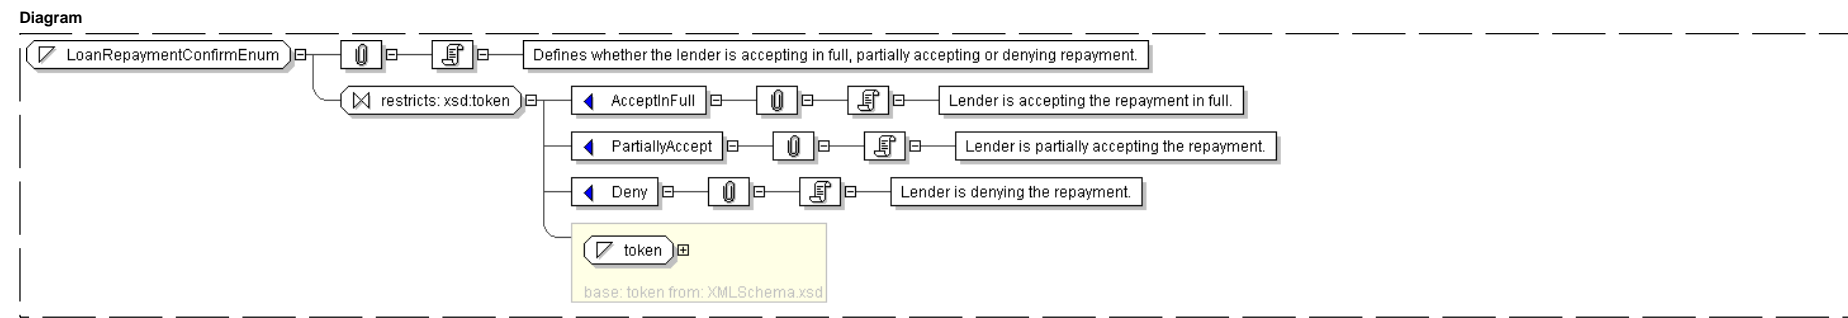 Diagram
LoanRepaymentConfirmEnum
Defines whether the lender is accepting in full, partially accepting or denying repayment.
restricts: xsd:token
AcceptInFull
Lender is accepting the repayment in full.
PartiallyAccept
Lender is partially accepting the repayment.
Deny
Lender is denying the repayment.
token
base: token from: XMLSchema.xsd